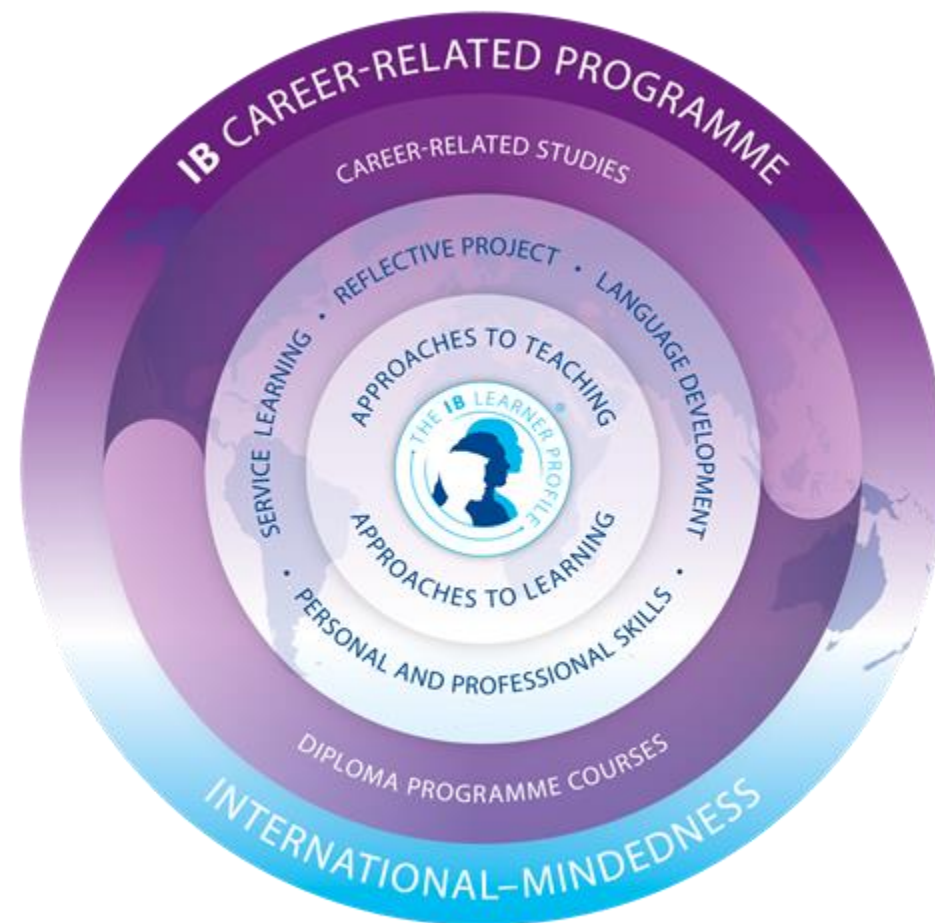 IB CAREER-RELATED PROGRAMME
CAREER-RELATED STUDIES
REFLECTIVE PROJECT
LANGUAGE DEVELOPMENT
SERVICE LEARNING
APPROACHES TO TEACHING
THE IB LEARNER PROFILE®
APPROACHES TO LEARNING
PERSONAL AND PROFESSIONAL SKILLS
DIPLOMA PROGRAMME COURSES
INTERNATIONAL–MINDEDNESS